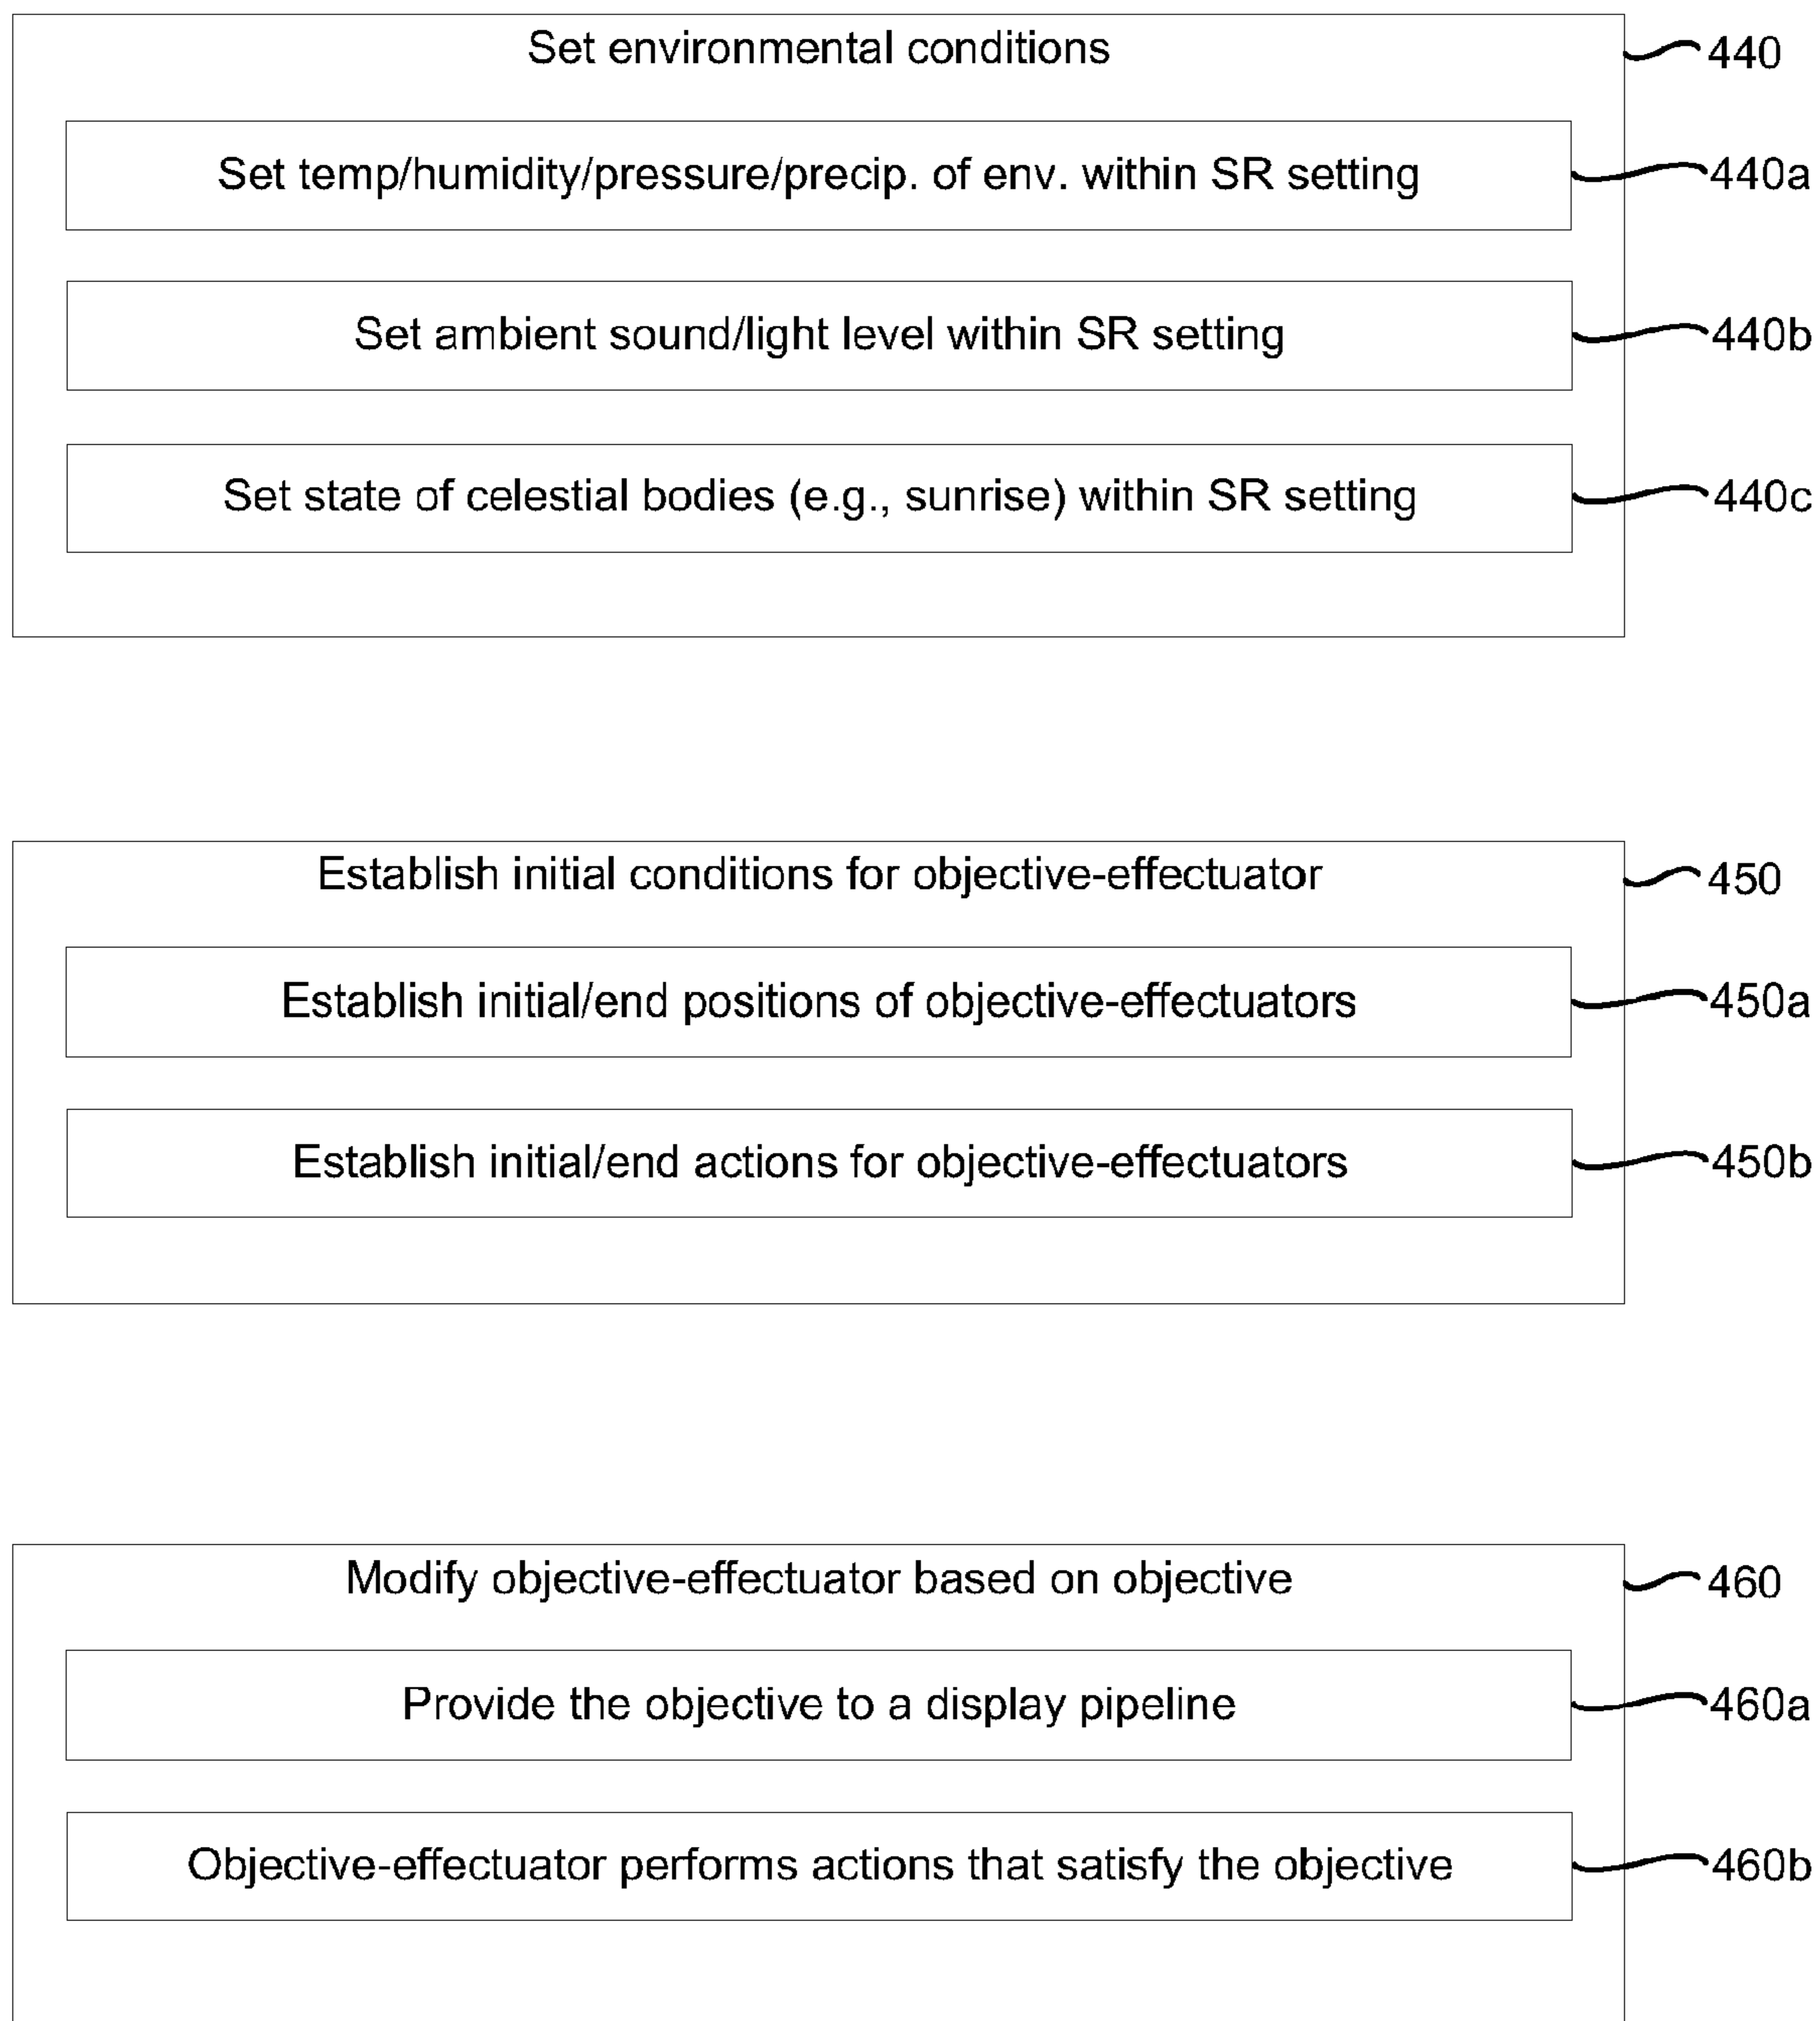 Set environmental conditions 440
Set temp/humidity/pressure/precip. of env. within SR setting 440a
Set ambient sound/light level within SR setting 440b
Set state of celestial bodies (e.g., sunrise) within SR setting 440c
Establish initial conditions for objective-effectuator 450
Establish initial/end positions of objective-effectuators 450a
Establish initial/end actions for objective-effectuators 450b
Modify objective-effectuator based on objective 460
Provide the objective to a display pipeline 460a
Objective-effectuator performs actions that satisfy the objective 460b